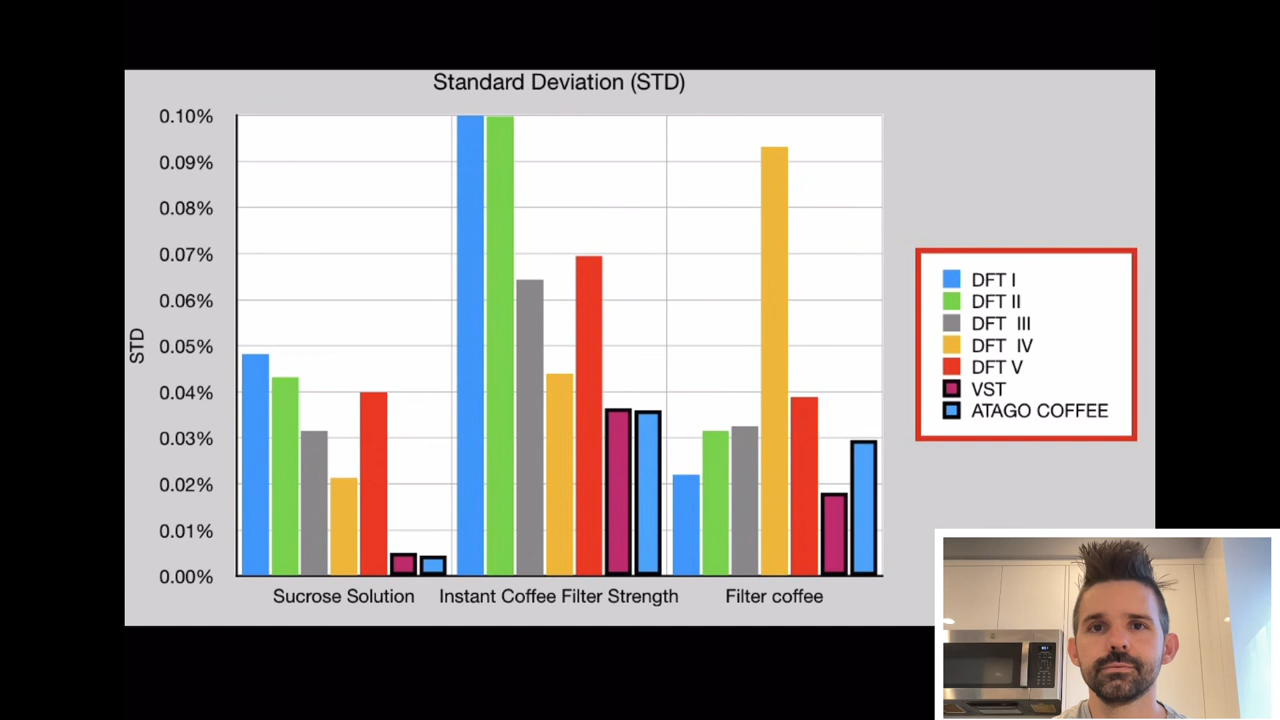 Standard Deviation (STD)
0.10%
0.09%
0.08%
0.07%
0.06%
0.05%
0.04%
0.03%
0.02%
0.01%
0.00%
STD
Sucrose Solution
Instant Coffee Filter Strength
Filter coffee
DFT I
DFT II
DFT III
DFT IV
DFT V
VST
ATAGO COFFEE